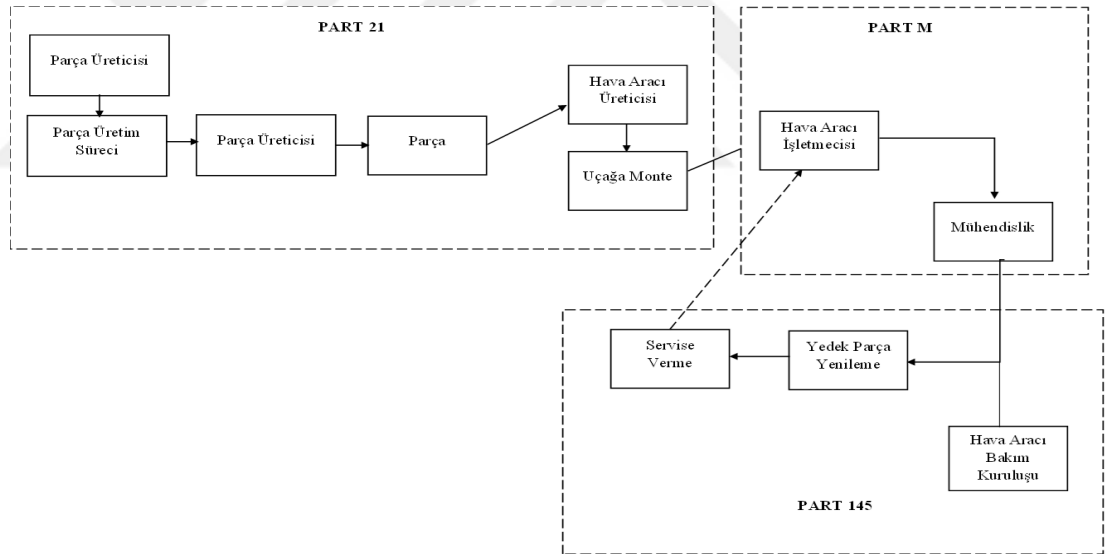 PART 21
Parça Üreticisi
Parça Üretim
Süreci
Parça Üreticisi
Parça
Hava Aracı
Üreticisi
Uçağa Monte
PART M
Hava Aracı
İşletmecisi
Mühendislik
Servise
Verme
Yedek Parça
Yenileme
Hava Aracı
Bakım
Kuruluşu
PART 145